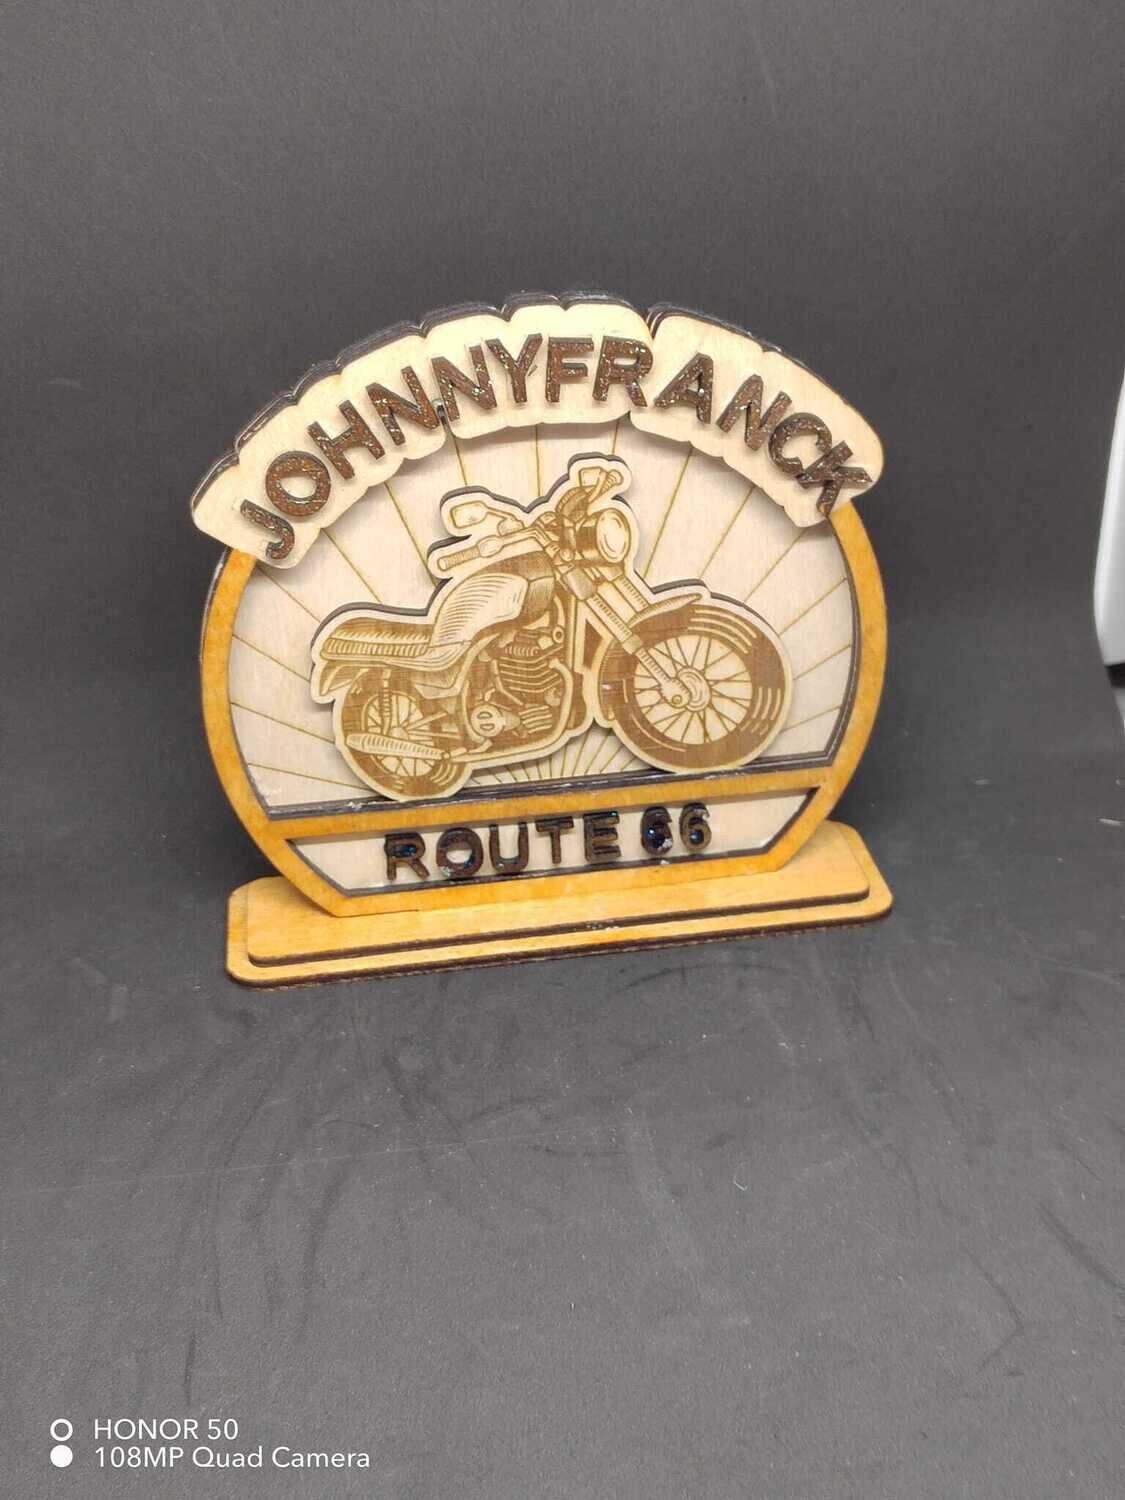 JOHNNYFRANCK
ROUTE 66
HONOR 50
108MP Quad Camera